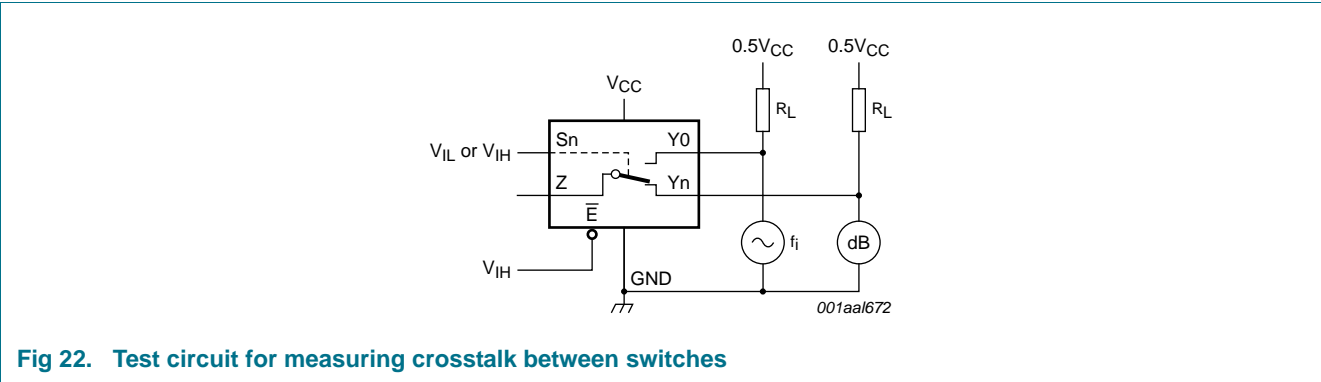 0.5VCC 0.5VCC
VCC
RL RL
Sn Y0
VIL or VIH
Z Yn
E̅
fi dB
VIH
GND
001aal672
Fig 22. Test circuit for measuring crosstalk between switches